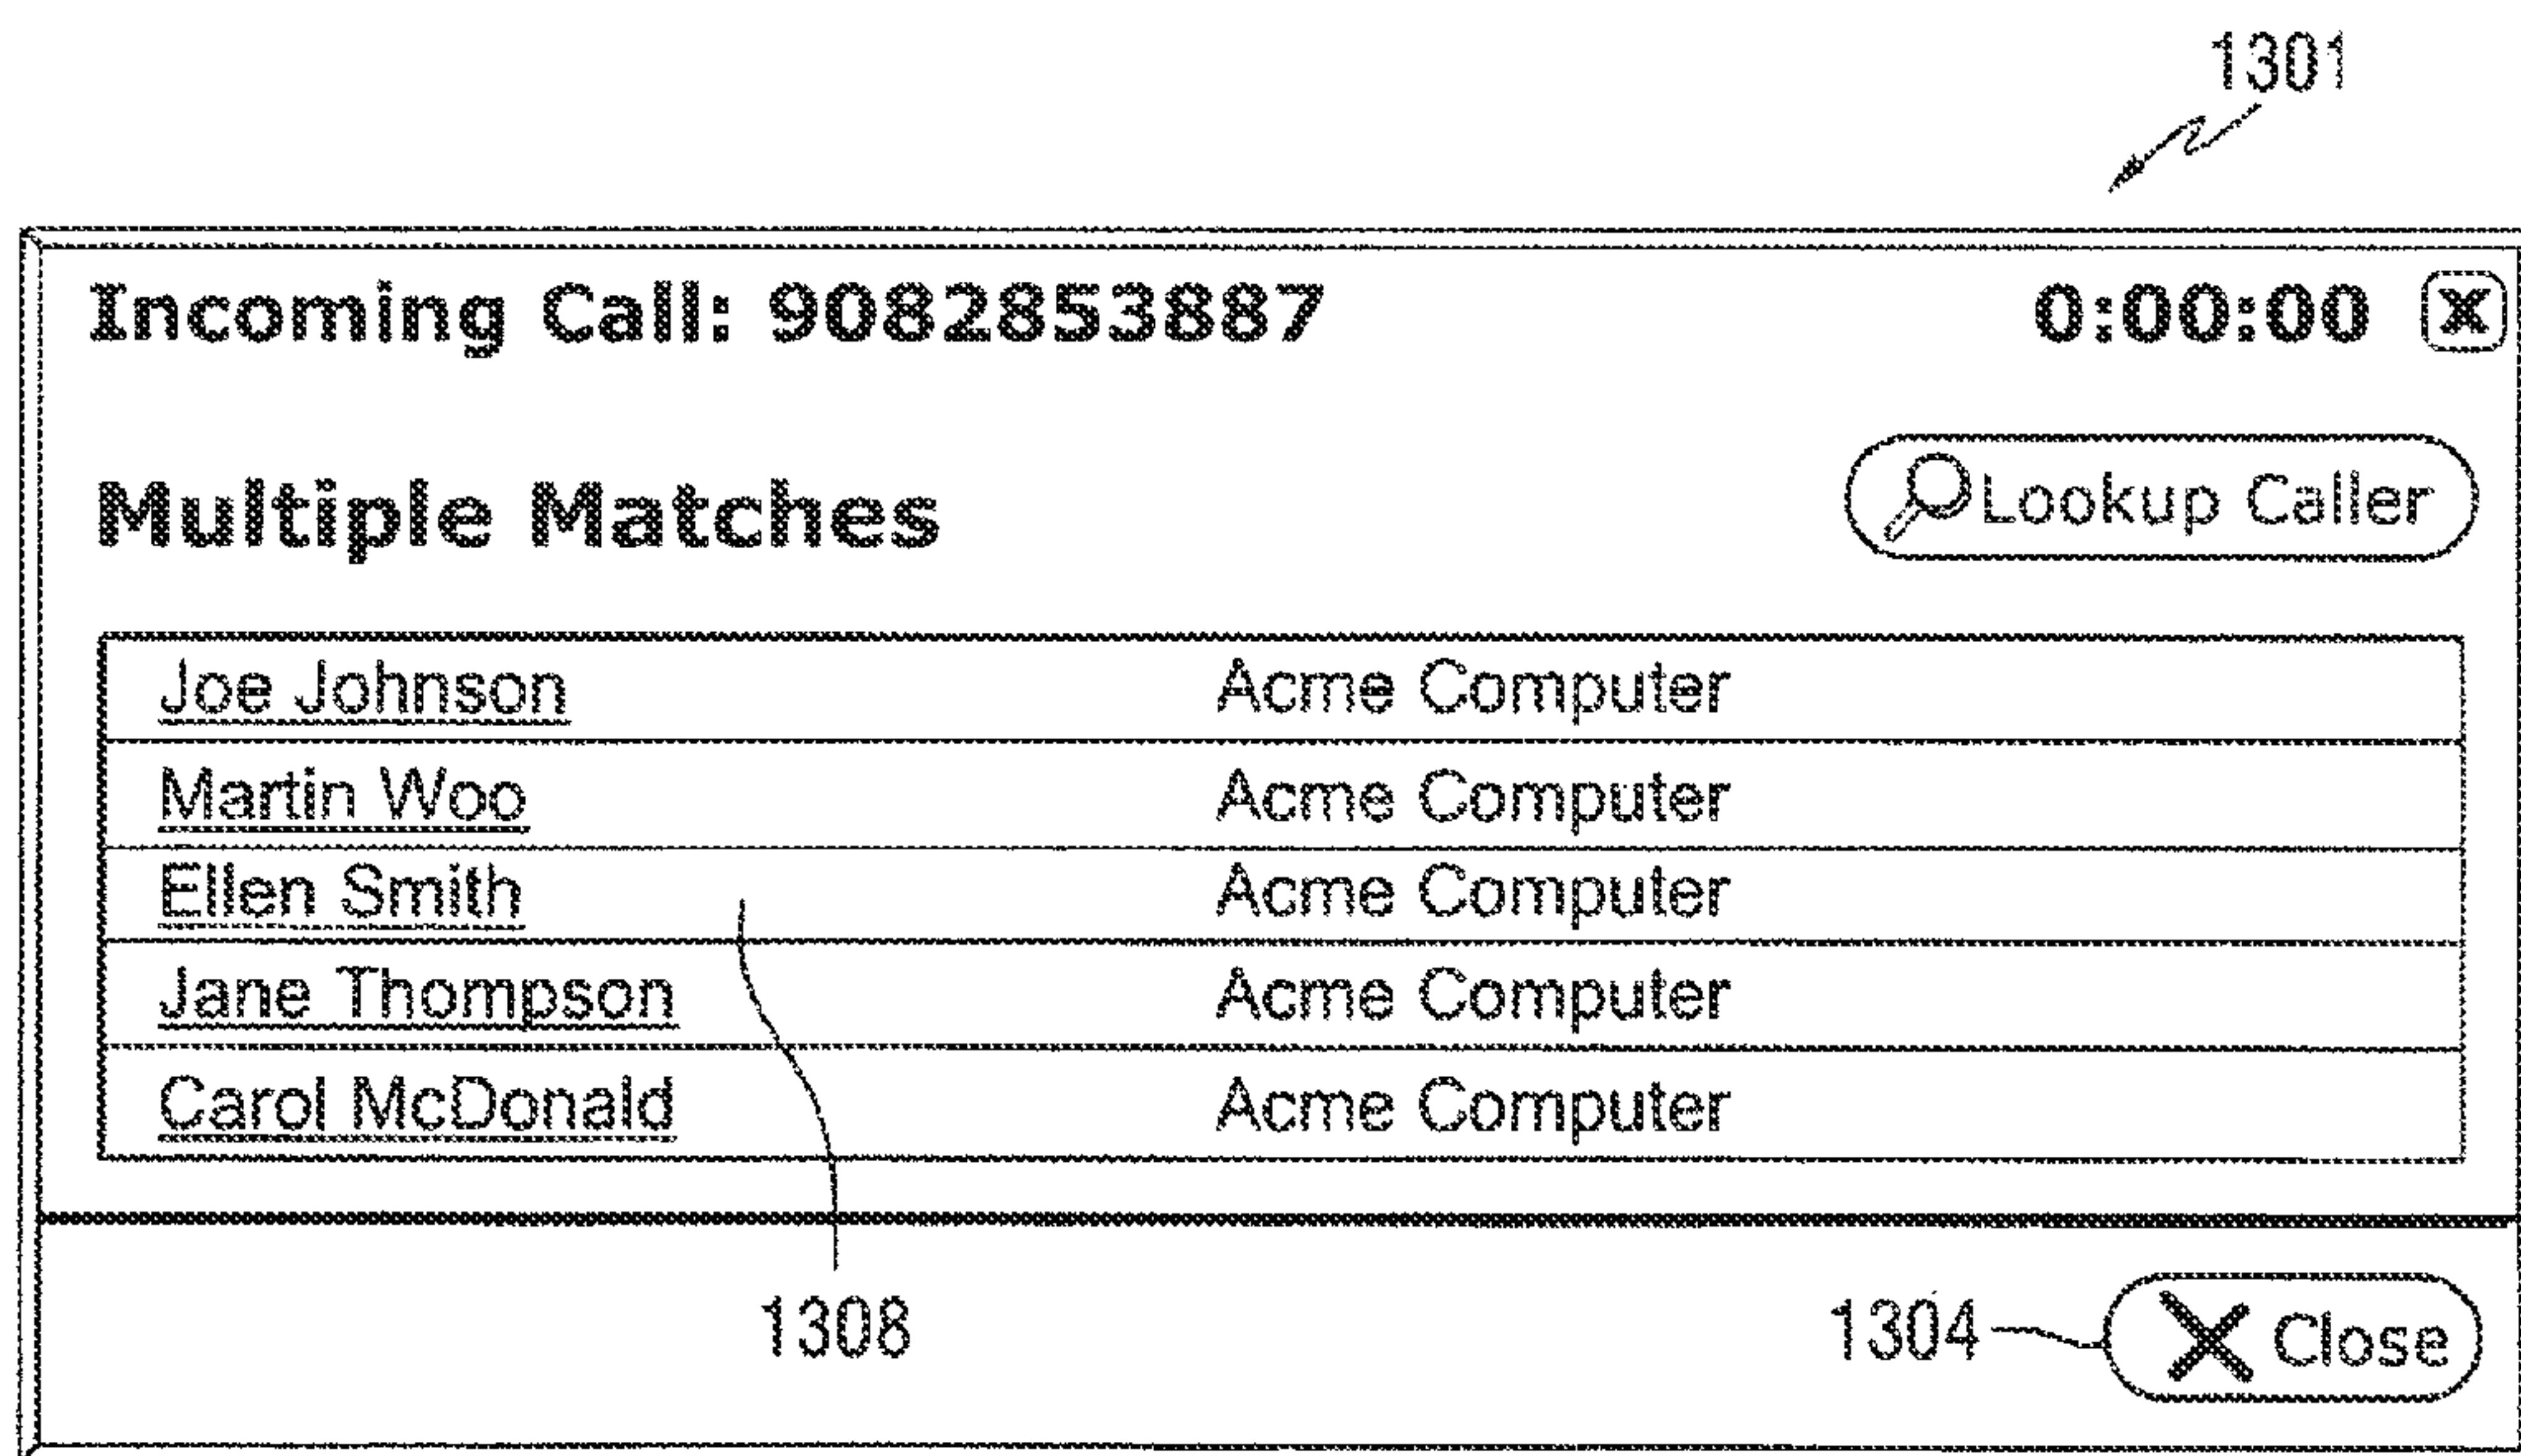 1301
Incoming Call: 9082853887 0:00:00 X
Multiple Matches Lookup Caller
Joe Johnson Acme Computer
Martin Woo Acme Computer
Ellen Smith Acme Computer
Jane Thompson Acme Computer
Carol McDonald Acme Computer
1308 1304 Close